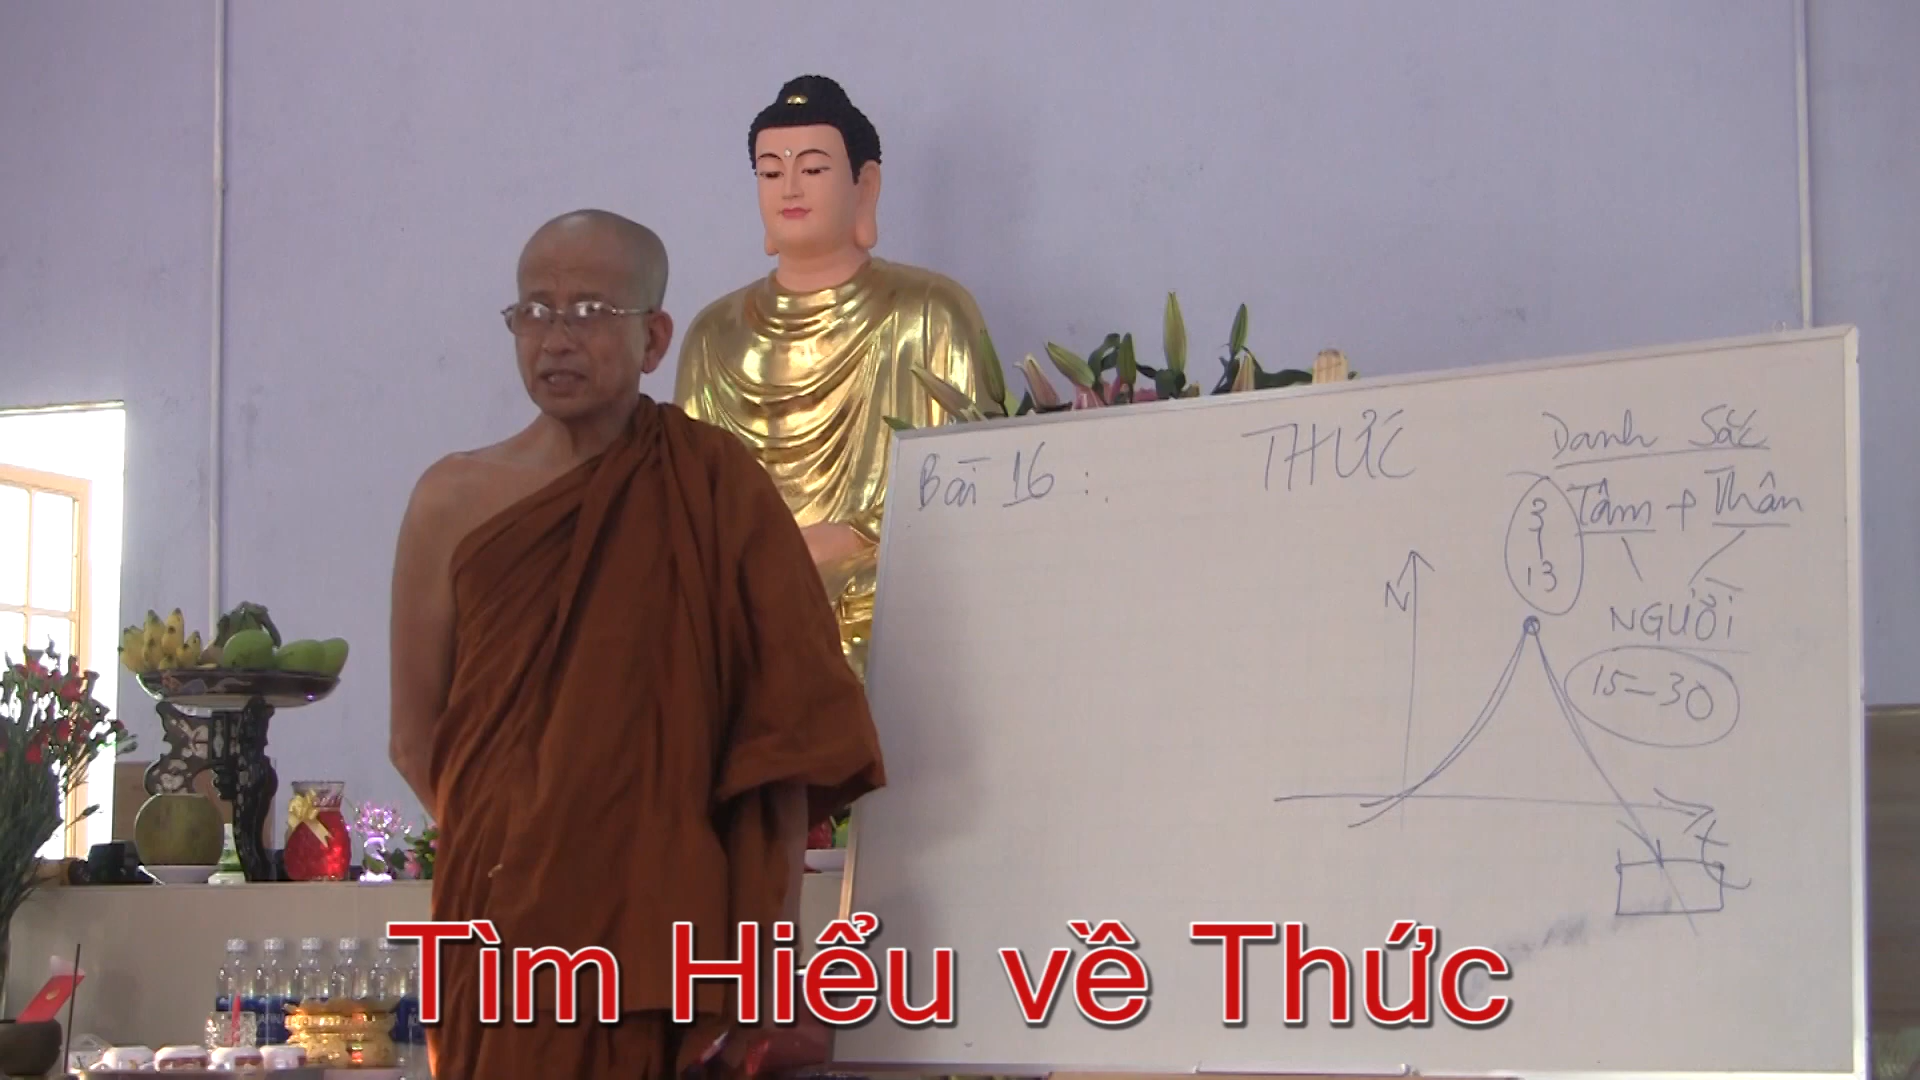 Bài 16 :
THỨC
Danh Sắc
Tâm + Thân
3
13
NGƯỜI
15-30
N
t
Tìm Hiểu về Thức